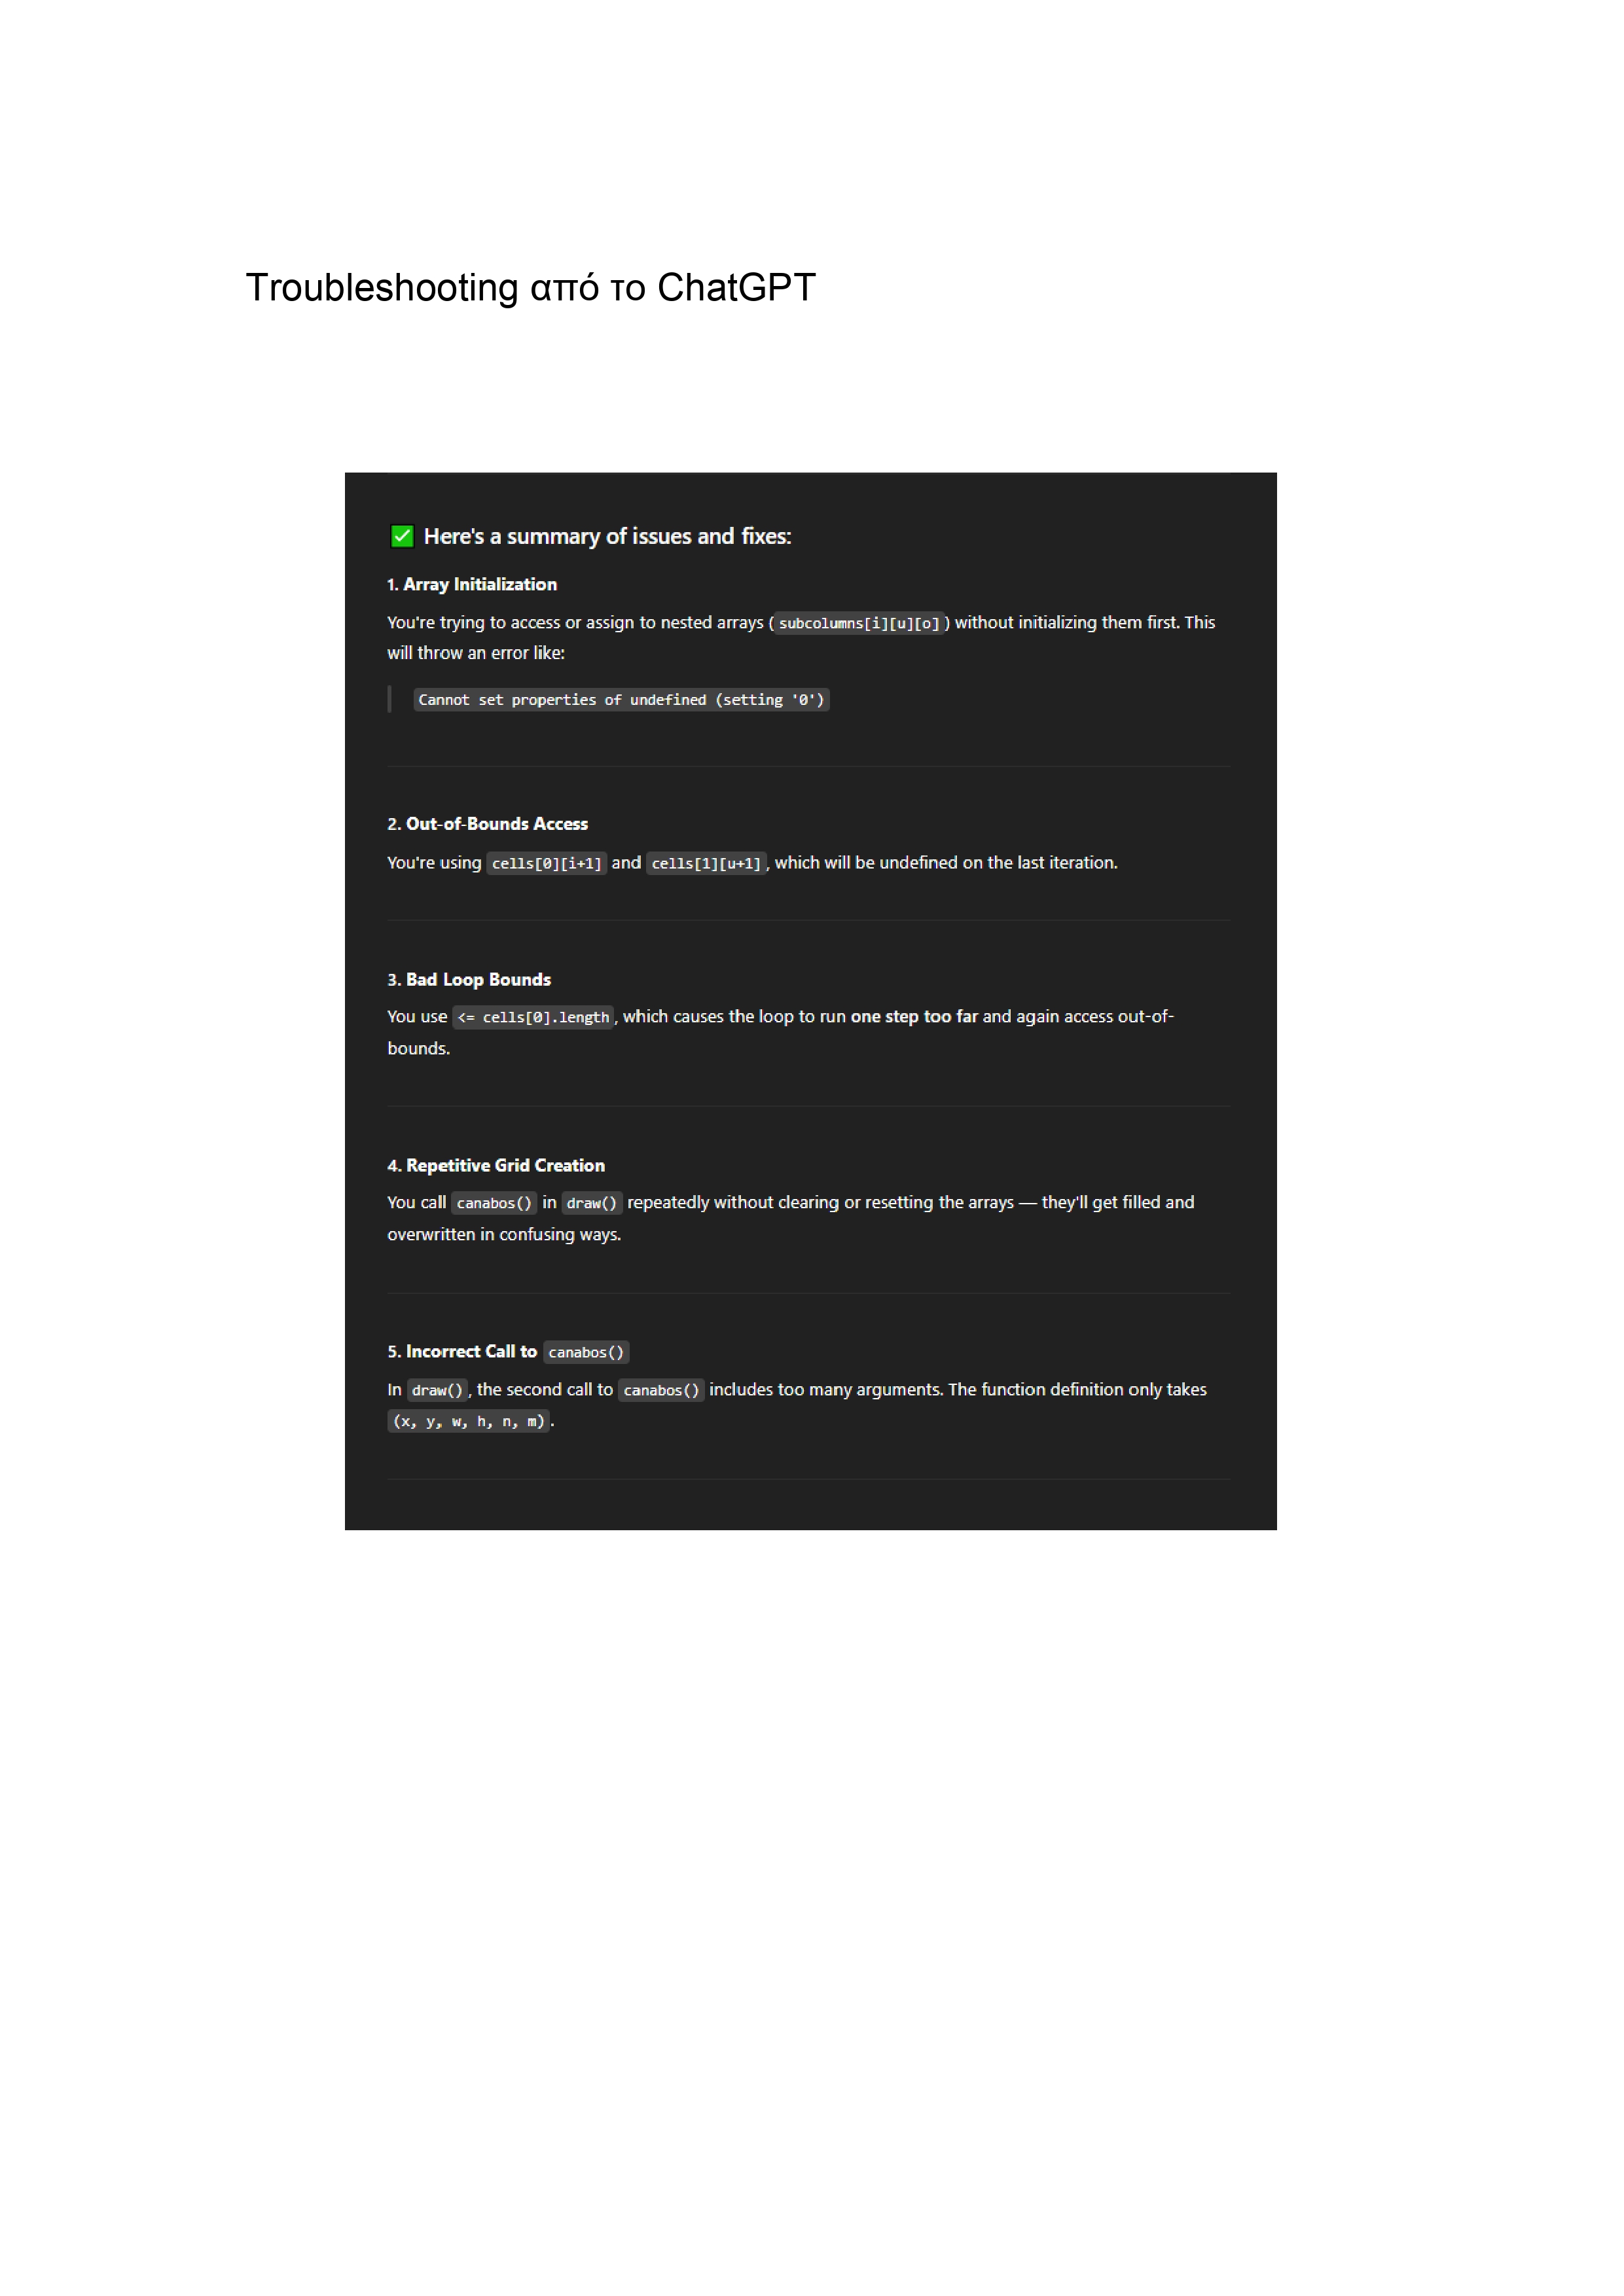 Troubleshooting από το ChatGPT
✅ Here's a summary of issues and fixes:
1. Array Initialization
You're trying to access or assign to nested arrays (subcolumns[i][u][o]) without initializing them first. This
will throw an error like:
Cannot set properties of undefined (setting '0')
2. Out-of-Bounds Access
You're using cells[0][i+1] and cells[1][u+1], which will be undefined on the last iteration.
3. Bad Loop Bounds
You use <= cells[0].length, which causes the loop to run one step too far and again access out-of-
bounds.
4. Repetitive Grid Creation
You call canabos() in draw() repeatedly without clearing or resetting the arrays — they'll get filled and
overwritten in confusing ways.
5. Incorrect Call to canabos()
In draw(), the second call to canabos() includes too many arguments. The function definition only takes
(x, y, w, h, n, m).